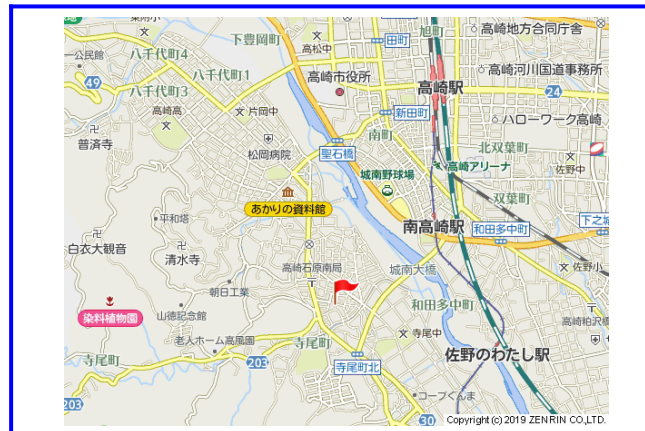 乗附小
下豊岡町
旭町
高崎地方合同庁舎
八千代町4
高松中
田町
公民館
高崎河川国道事務所
八千代町1
高崎市役所
高崎駅
49
八千代町3
24
高崎高
片岡中
新田町
ハローワーク高崎
南町
普済寺
北双葉町
松岡病院
聖石橋
高崎アリーナ
佐野中
城南野球場
双葉町
あかりの資料館
平和塔
南高崎駅
和田多中町
下之城
白衣大観音
清水寺
高崎石原南局
城南大橋
佐野小
朝日工業
和田多中町
染料植物園
山徳記念館
高崎柏沢橋
寺尾中
老人ホーム高風園
寺尾町
寺尾町
佐野のわたし駅
203
寺尾町北
203
コープぐんま
30
Copyright (c) 2019 ZENRIN CO.,LTD.